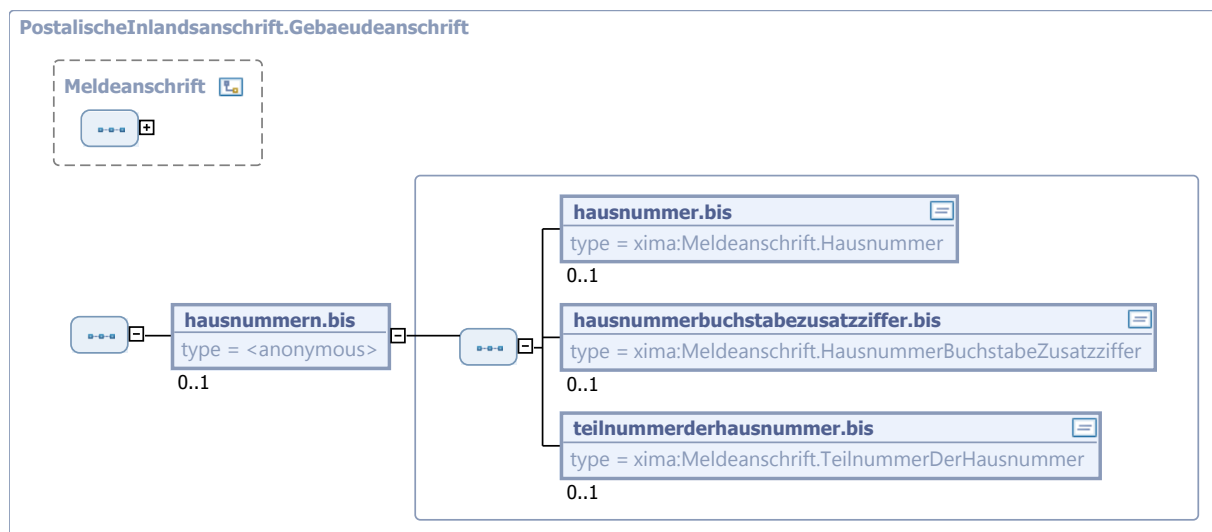 PostalischeInlandsanschrift.Gebaeudeanschrift
Meldeanschrift
hausnummer.bis
type = xima:Meldeanschrift.Hausnummer
0..1
hausnummern.bis
type = <anonymous>
0..1
hausnummerbuchstabezusatzziffer.bis
type = xima:Meldeanschrift.HausnummerBuchstabeZusatzziffer
0..1
teilnummerderhausnummer.bis
type = xima:Meldeanschrift.TeilnummerDerHausnummer
0..1